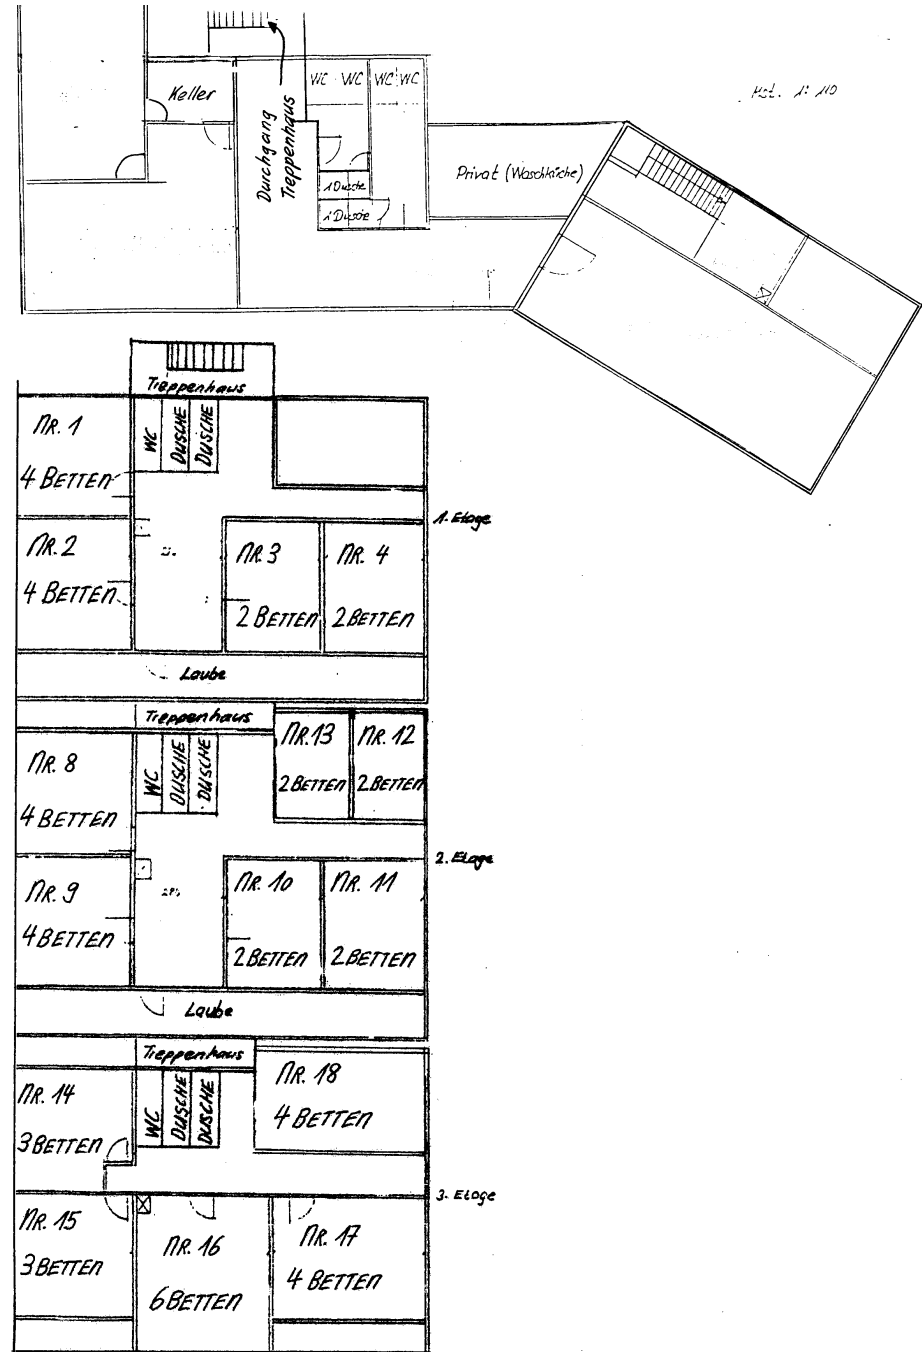 Keller
WC WC WC WC
Mst. 1:110
Durchgang
Treppenhaus
1 Dusche
1 Dusche
Privat (Waschküche)
Treppenhaus
NR. 1
4 BETTEN
WC
DUSCHE
DUSCHE
1. Etage
NR. 2
4 BETTEN
NR. 3
2 BETTEN
NR. 4
2 BETTEN
Laube
Treppenhaus
NR. 13
2 BETTEN
NR. 12
2 BETTEN
NR. 8
4 BETTEN
WC
DUSCHE
DUSCHE
2. Etage
NR. 9
4 BETTEN
NR. 10
2 BETTEN
NR. 11
2 BETTEN
Laube
Treppenhaus
NR. 18
4 BETTEN
NR. 14
3 BETTEN
WC
DUSCHE
DUSCHE
3. Etage
NR. 15
3 BETTEN
NR. 16
6 BETTEN
NR. 17
4 BETTEN